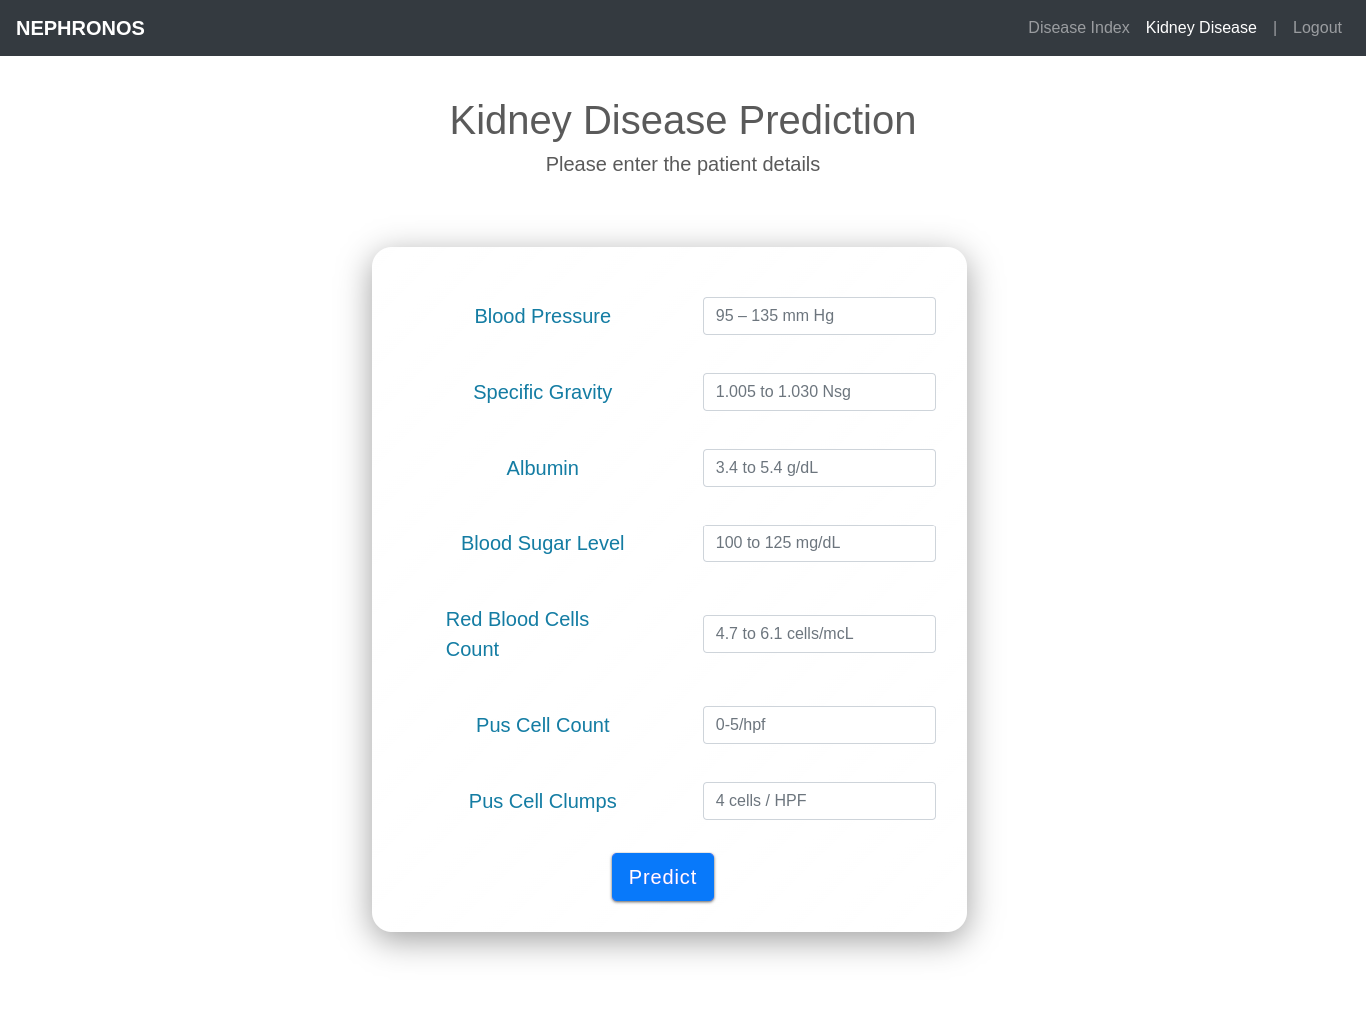 NEPHRONOS
Disease Index Kidney Disease | Logout
Kidney Disease Prediction
Please enter the patient details
Blood Pressure 95 – 135 mm Hg
Specific Gravity 1.005 to 1.030 Nsg
Albumin 3.4 to 5.4 g/dL
Blood Sugar Level 100 to 125 mg/dL
Red Blood Cells
Count
4.7 to 6.1 cells/mcL
Pus Cell Count 0-5/hpf
Pus Cell Clumps 4 cells / HPF
Predict